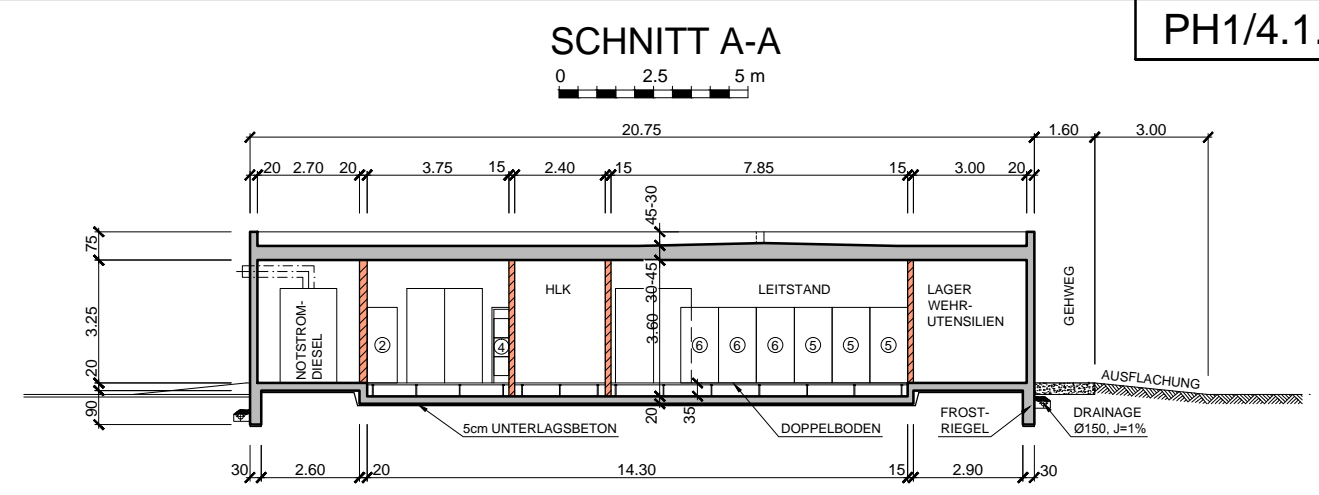 PH1/4.1.
SCHNITT A-A
0 2.5 5 m
20.75 1.60 3.00
20 2.70 20 3.75 15 2.40 15 7.85 15 3.00 20
45-30
75
3.25
20
90
30-45
3.60
HLK
LEITSTAND
LAGER
WEHR-
UTENSILIEN
GEHWEG
NOTSTROM-
DIESEL
2 4 6 6 6 5 5 5
AUSFLACHUNG
20
35
5cm UNTERLAGSBETON
DOPPELBODEN
FROST-
RIEGEL
DRAINAGE
Ø150, J=1%
30 2.60 20 14.30 15 2.90 30